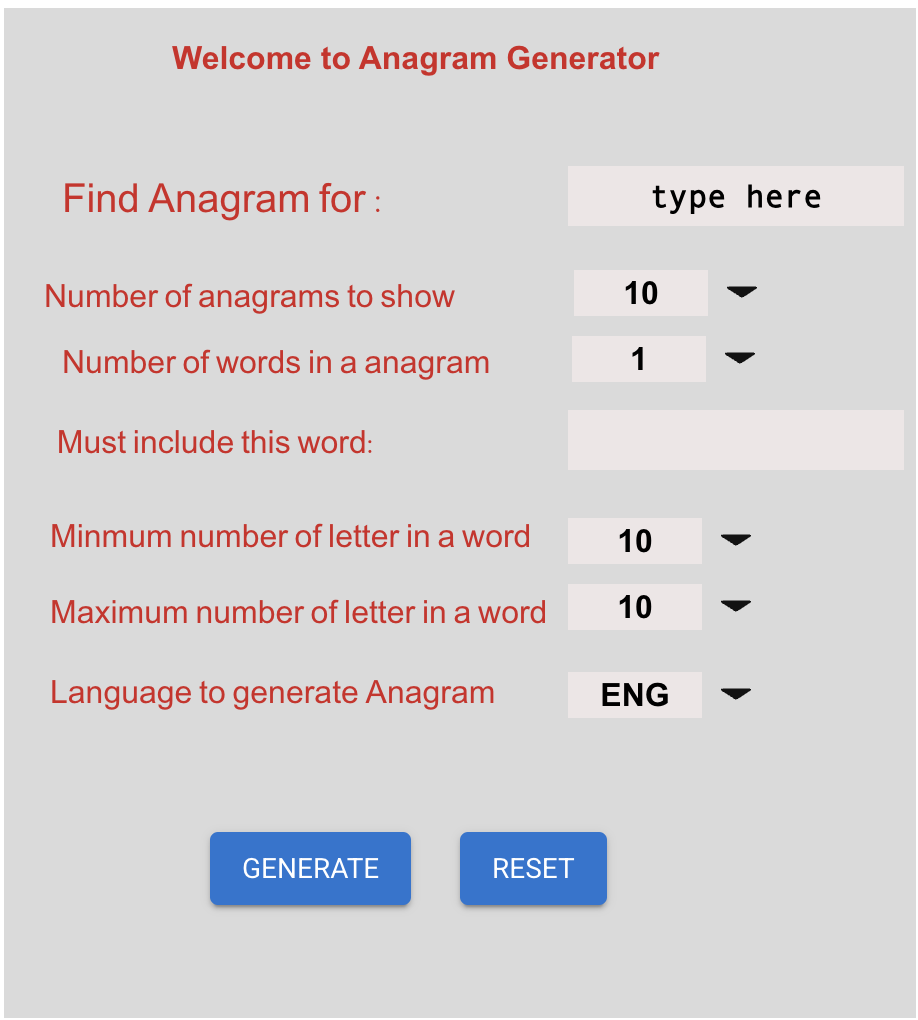 Welcome to Anagram Generator
Find Anagram for :
type here
Number of anagrams to show
10
Number of words in a anagram
1
Must include this word:
Minmum number of letter in a word
10
Maximum number of letter in a word
10
Language to generate Anagram
ENG
GENERATE
RESET